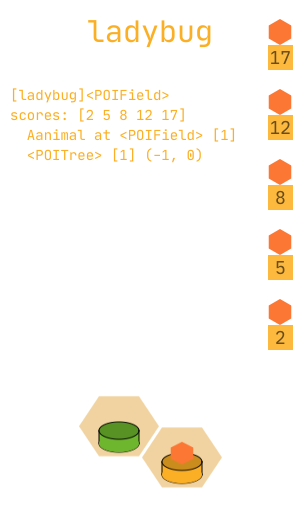 ladybug
[ladybug]<POIField>
scores: [2 5 8 12 17]
Aanimal at <POIField> [1]
<POITree> [1] (-1, 0)
17
12
8
5
2